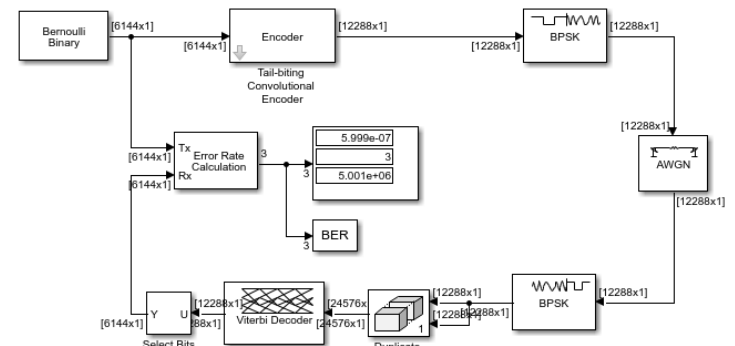 Bernoulli
Binary
[6144x1]
[6144x1]
Encoder
Tail-biting
Convolutional
Encoder
[12288x1]
[12288x1]
BPSK
[12288x1]
[12288x1]
AWGN
[12288x1]
Tx
Rx
[6144x1]
[6144x1]
Error Rate
Calculation
3
3
5.999e-07
3
5.001e+06
3
BER
[6144x1]
Y
U
Select Bits
[12288x1]
Viterbi Decoder
[24576x1]
1
[12288x1]
BPSK
[12288x1]
[12288x1]